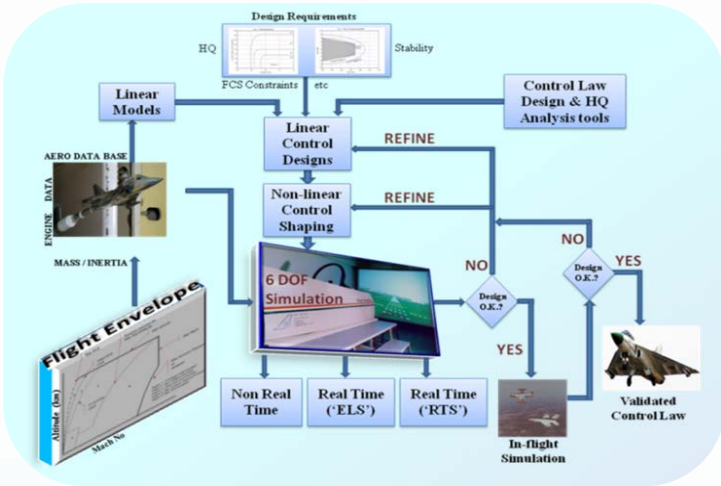 Design Requirements
HQ
Stability
FCS Constraints etc
Linear
Models
Control Law
Design & HQ
Analysis tools
Linear
Control
Designs
REFINE
AERO DATA BASE
ENGINE DATA
Non-linear
Control
Shaping
REFINE
MASS / INERTIA
6 DOF
Simulation
NO
Design
O.K.?
YES
NO
Design
O.K.?
YES
Flight Envelope
Altitude (km)
Mach No
Non Real
Time
Real Time
(‘ELS’)
Real Time
(‘RTS’)
In-flight
Simulation
Validated
Control Law